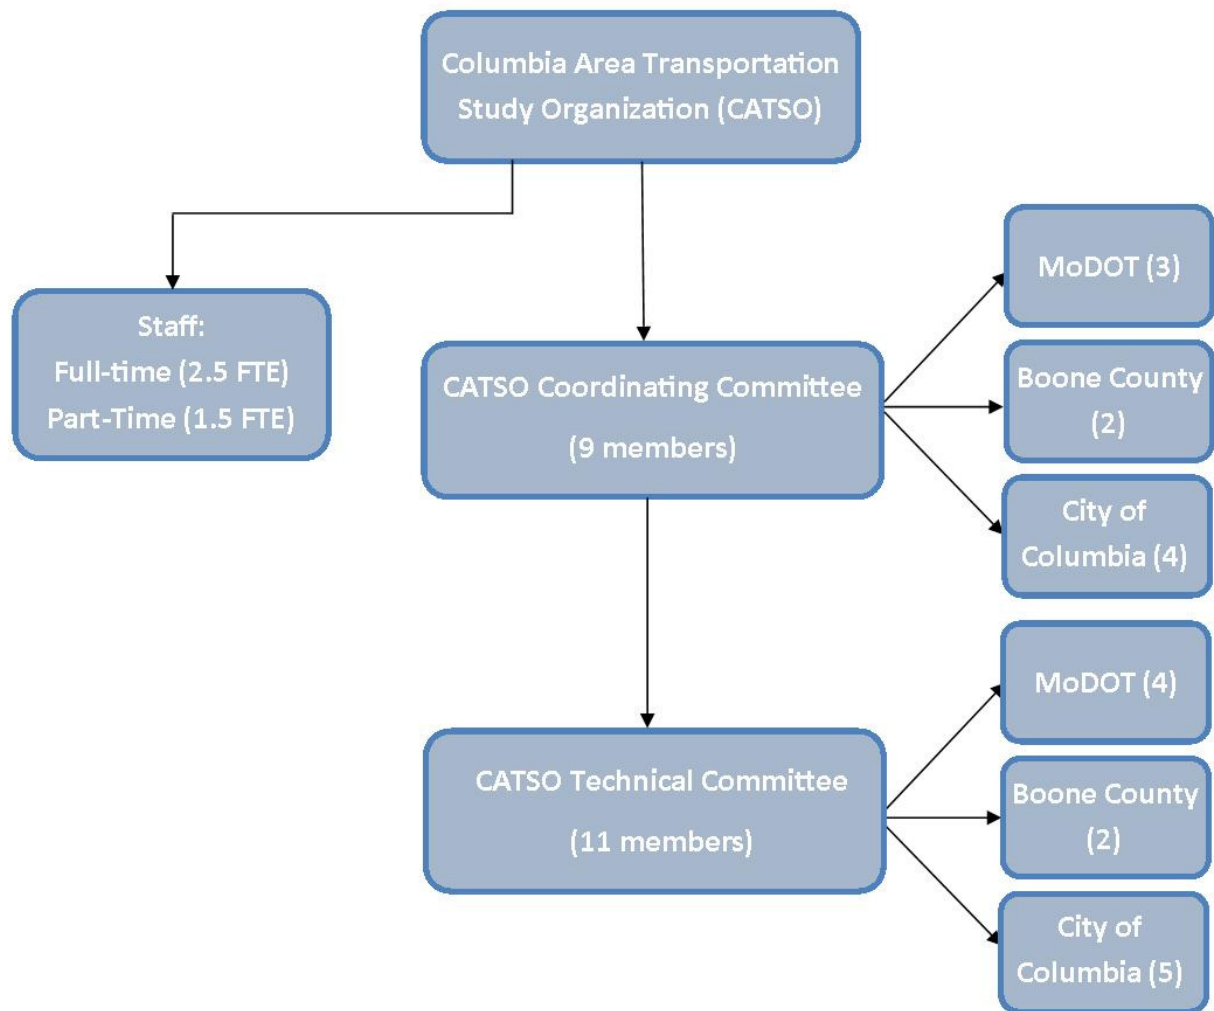 Columbia Area Transportation
Study Organization (CATSO)
Staff:
Full-time (2.5 FTE)
Part-Time (1.5 FTE)
CATSO Coordinating Committee
(9 members)
MoDOT (3)
Boone County
(2)
City of
Columbia (4)
CATSO Technical Committee
(11 members)
MoDOT (4)
Boone County
(2)
City of
Columbia (5)